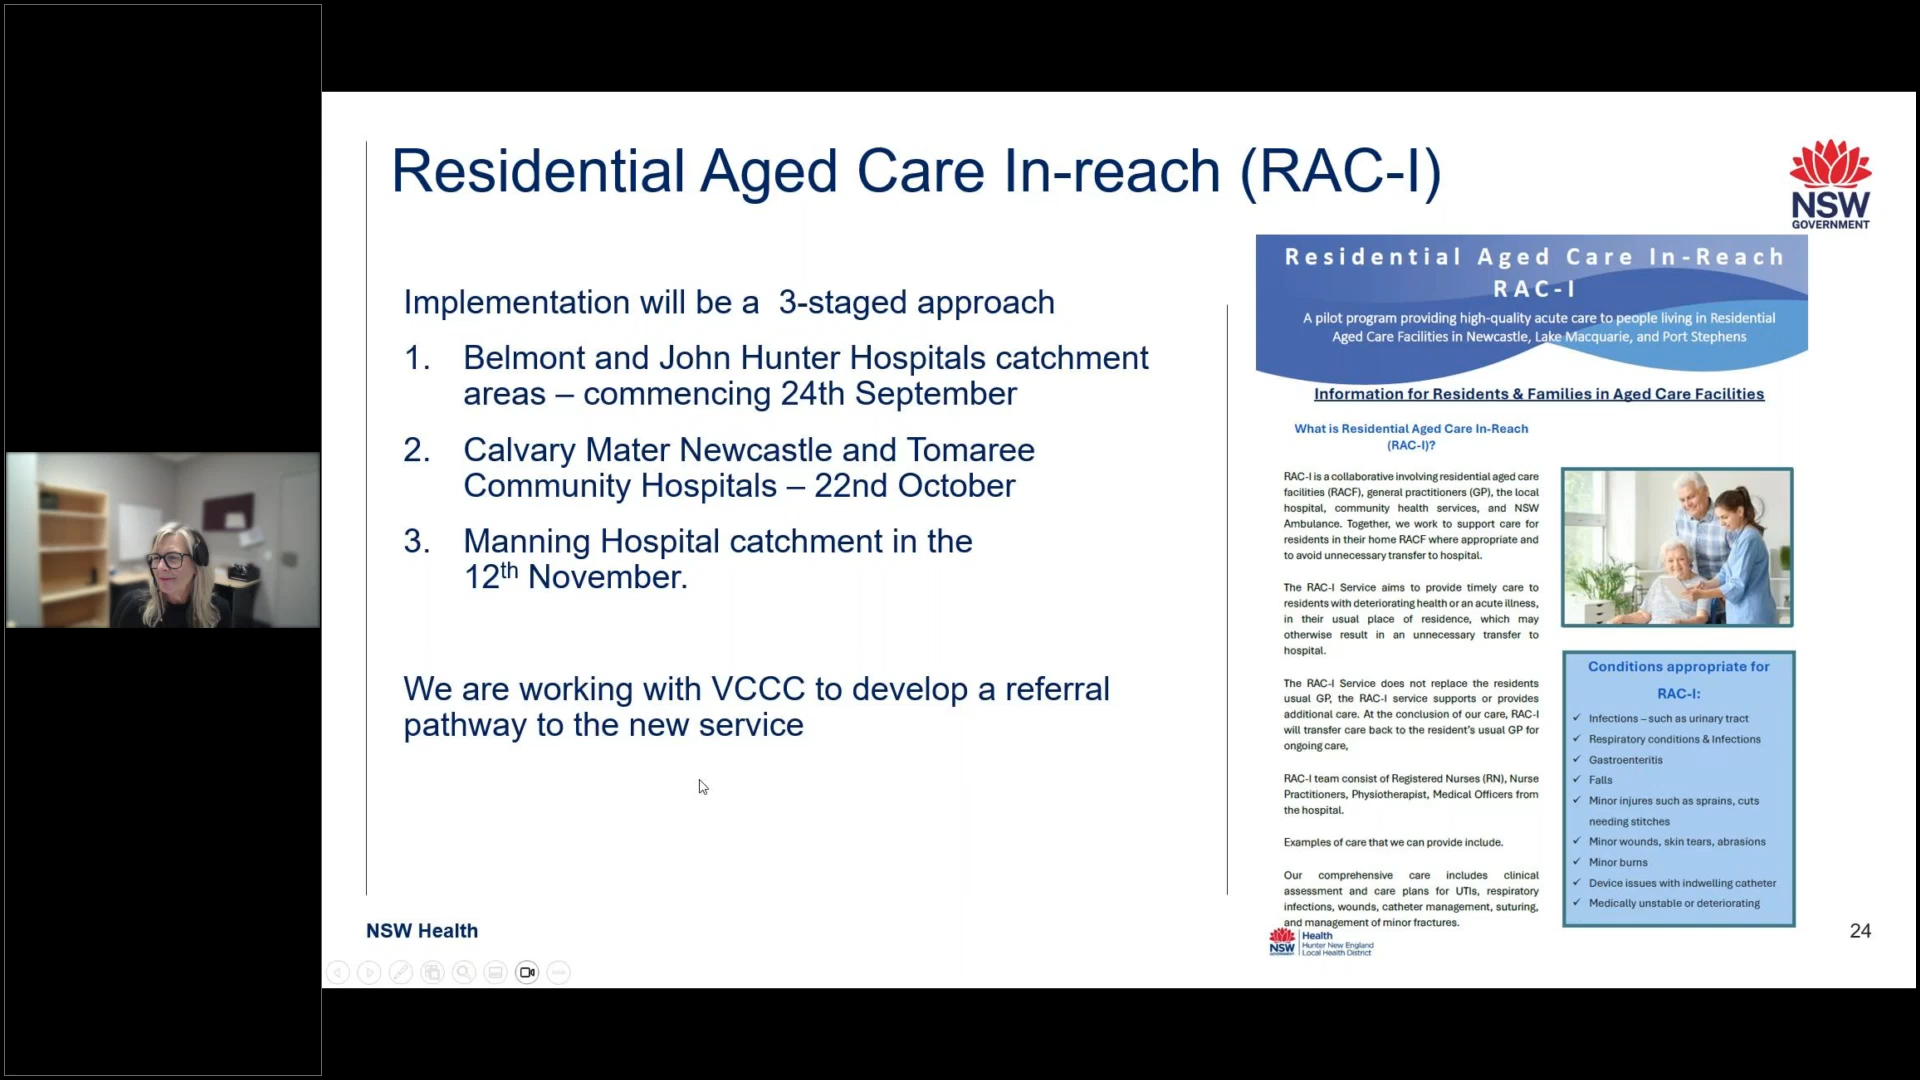 Residential Aged Care In-reach (RAC-I)
NSW
GOVERNMENT
Implementation will be a 3-staged approach
1. Belmont and John Hunter Hospitals catchment
areas – commencing 24th September
2. Calvary Mater Newcastle and Tomaree
Community Hospitals – 22nd October
3. Manning Hospital catchment in the
12th November.
We are working with VCCC to develop a referral
pathway to the new service
Residential Aged Care In-Reach
RAC-I
A pilot program providing high-quality acute care to people living in Residential
Aged Care Facilities in Newcastle, Lake Macquarie, and Port Stephens
Information for Residents & Families in Aged Care Facilities
What is Residential Aged Care In-Reach
(RAC-I)?
RAC-I is a collaborative involving residential aged care
facilities (RACF), general practitioners (GP), the local
hospital, community health services, and NSW
Ambulance. Together, we work to support care for
residents in their home RACF where appropriate and
to avoid unnecessary transfer to hospital.
The RAC-I Service aims to provide timely care to
residents with deteriorating health or an acute illness,
in their usual place of residence, which may
otherwise result in an unnecessary transfer to
hospital.
The RAC-I Service does not replace the residents
usual GP, the RAC-I service supports or provides
additional care. At the conclusion of our care, RAC-I
will transfer care back to the resident's usual GP for
ongoing care,
RAC-I team consist of Registered Nurses (RN), Nurse
Practitioners, Physiotherapist, Medical Officers from
the hospital.
Examples of care that we can provide include.
Our comprehensive care includes clinical
assessment and care plans for UTIs, respiratory
infections, wounds, catheter management, suturing,
and management of minor fractures.
Conditions appropriate for
RAC-I:
✓ Infections – such as urinary tract
✓ Respiratory conditions & Infections
✓ Gastroenteritis
✓ Falls
✓ Minor injures such as sprains, cuts
needing stitches
✓ Minor wounds, skin tears, abrasions
✓ Minor burns
✓ Device issues with indwelling catheter
✓ Medically unstable or deteriorating
NSW
GOVERNMENT
Health
Hunter New England
Local Health District
NSW Health
24